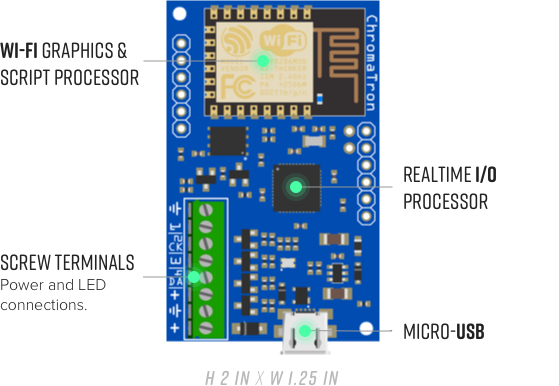 WI-FI GRAPHICS &
SCRIPT PROCESSOR
WiFi
FC
ChromaTron
REALTIME I/O
PROCESSOR
SCREW TERMINALS
Power and LED
connections.
MICRO-USB
H 2 IN X W 1.25 IN